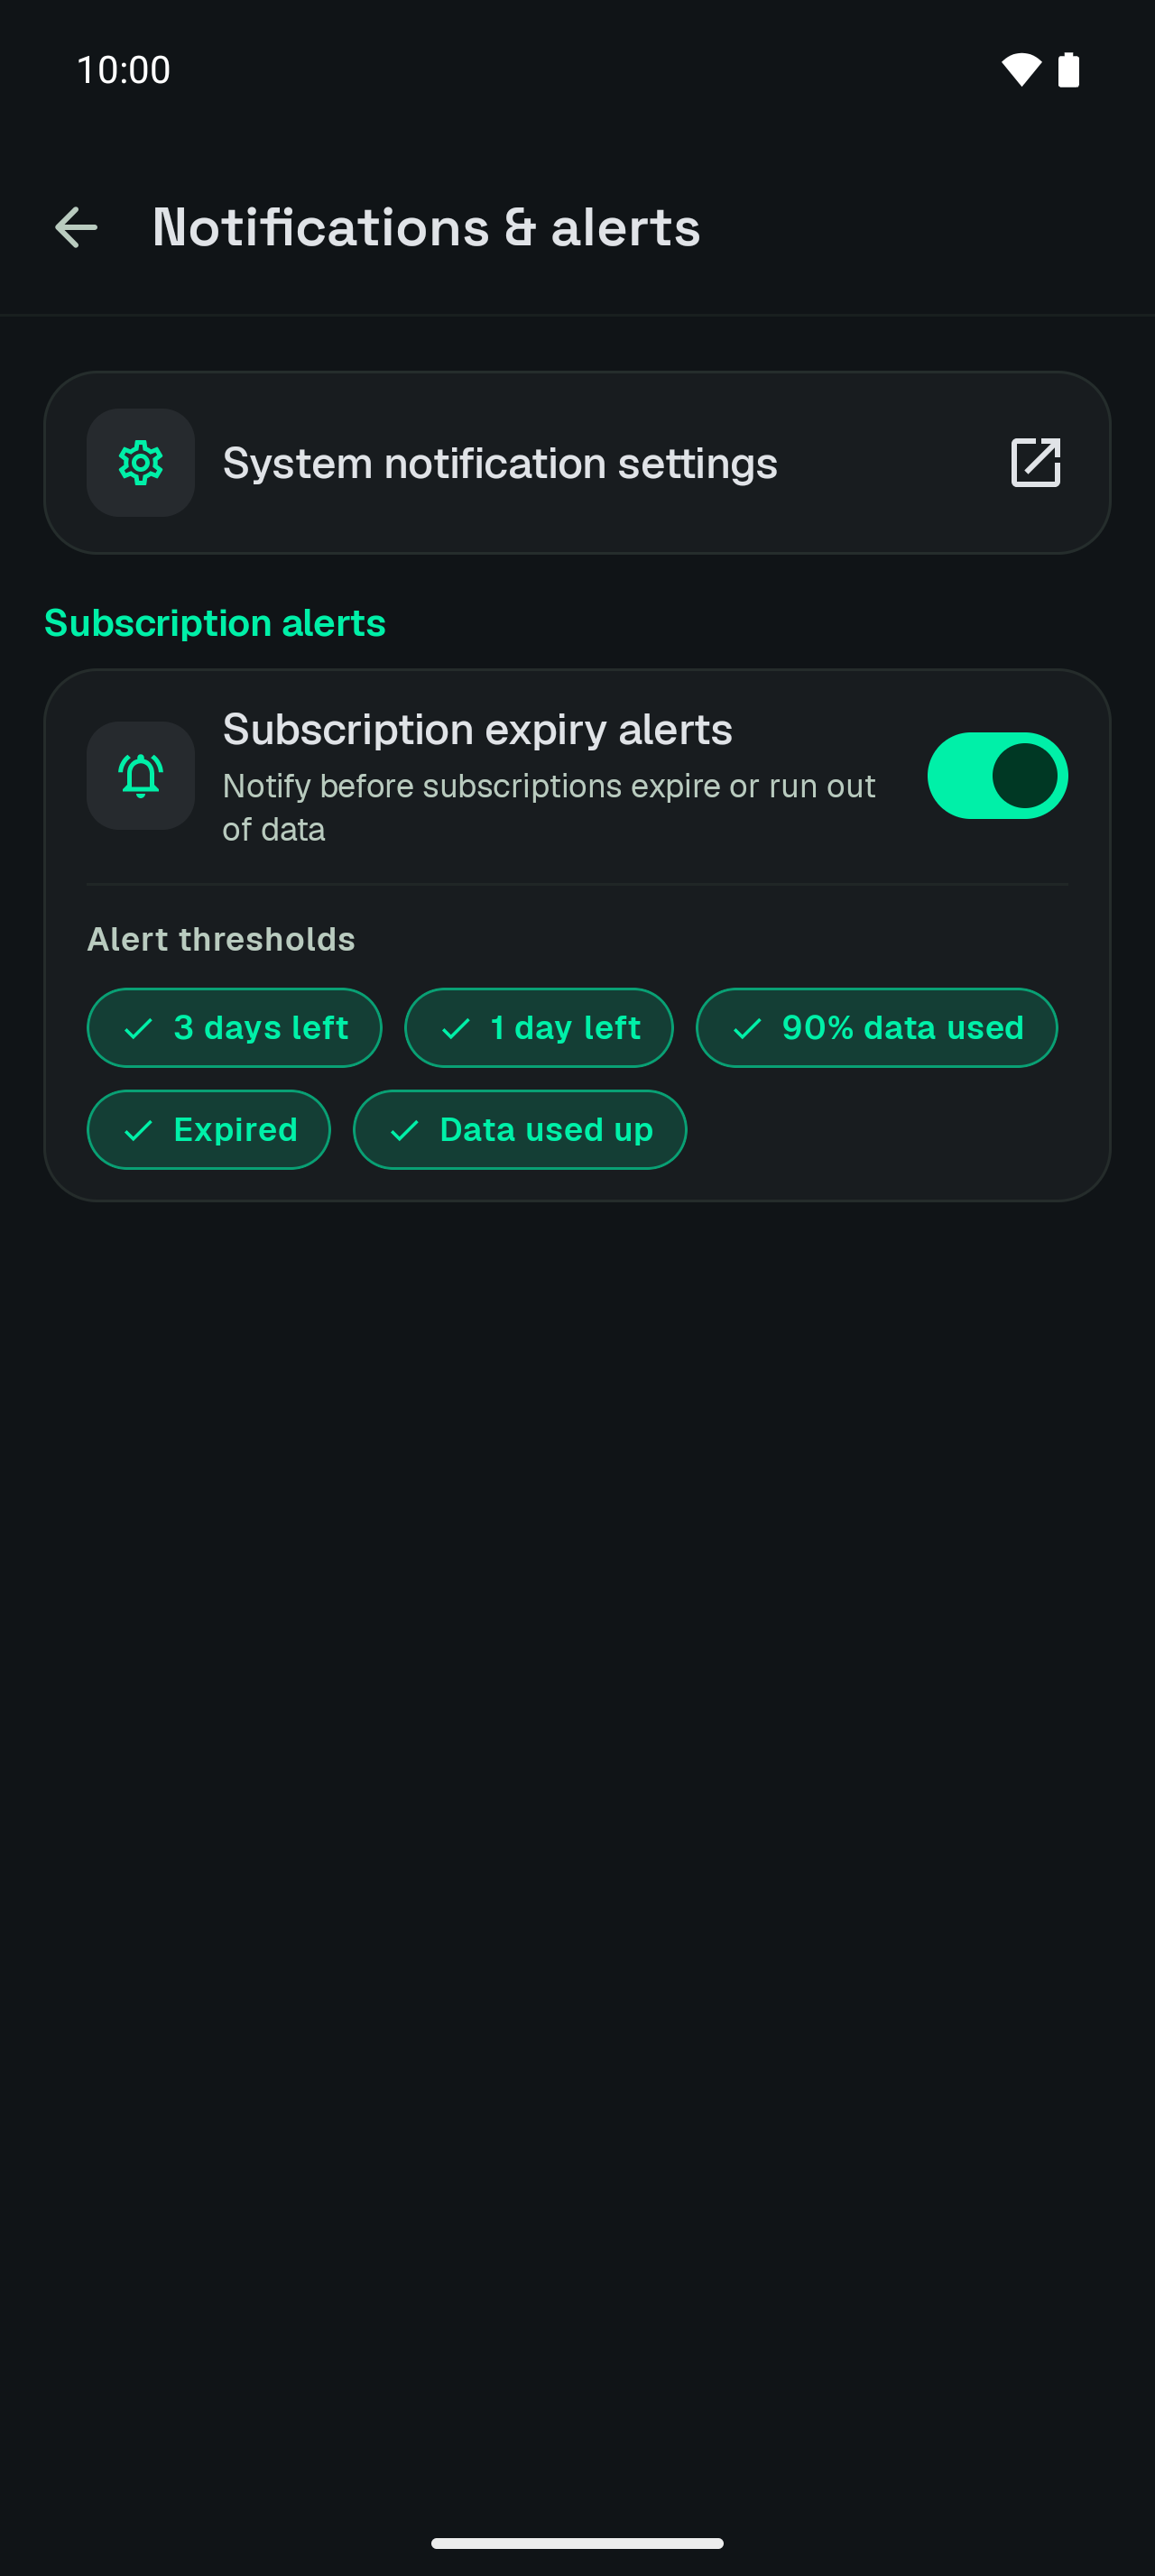 10:00
Notifications & alerts
System notification settings
Subscription alerts
Subscription expiry alerts
Notify before subscriptions expire or run out
of data
Alert thresholds
3 days left
1 day left
90% data used
Expired
Data used up